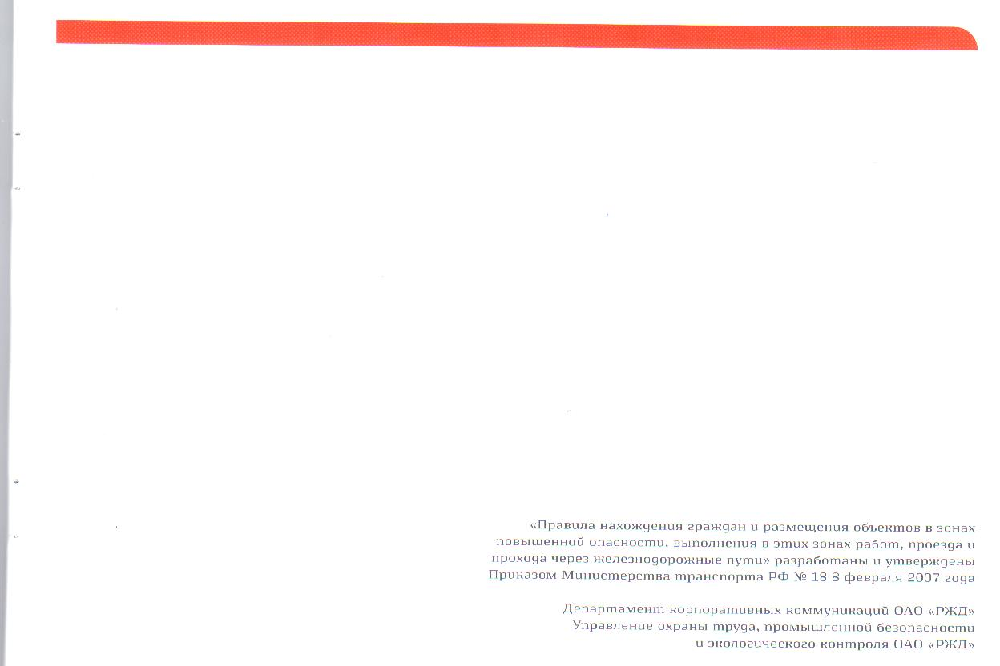 «Правила нахождения граждан и размещения объектов в зонах
повышенной опасности, выполнения в этих зонах работ, проезда и
прохода через железнодорожные пути» разработаны и утверждены
Приказом Министерства транспорта РФ № 18 8 февраля 2007 года
Департамент корпоративных коммуникаций ОАО «РЖД»
Управление охраны труда, промышленной безопасности
и экологического контроля ОАО «РЖД»